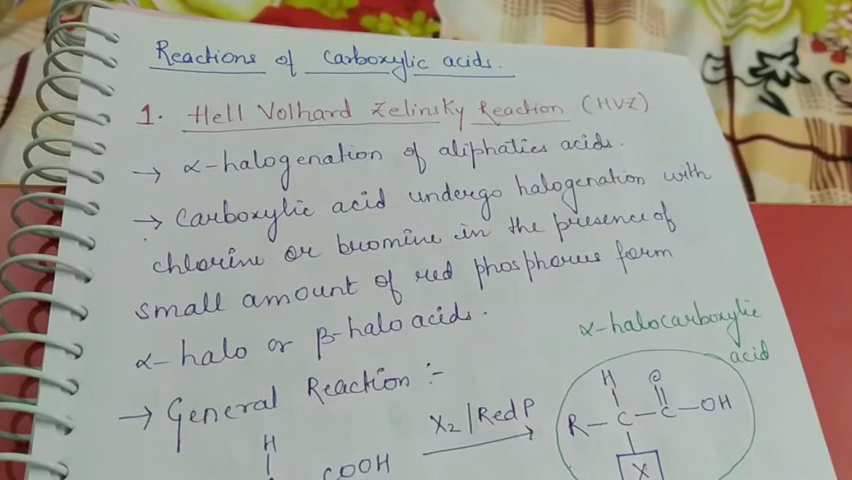 Reactions of carboxylic acids.
1. Hell Volhard Zelinsky Reaction (HVZ)
→ α-halogenation of aliphatics acids.
→ Carboxylic acid undergo halogenation with
chlorine or bromine in the presence of
small amount of red phosphorus form
α-halo or β-halo acids.
α-halocarboxylic
acid
→ General Reaction :-
H
COOH
X₂/Red P
H O
R-C-C-OH
X